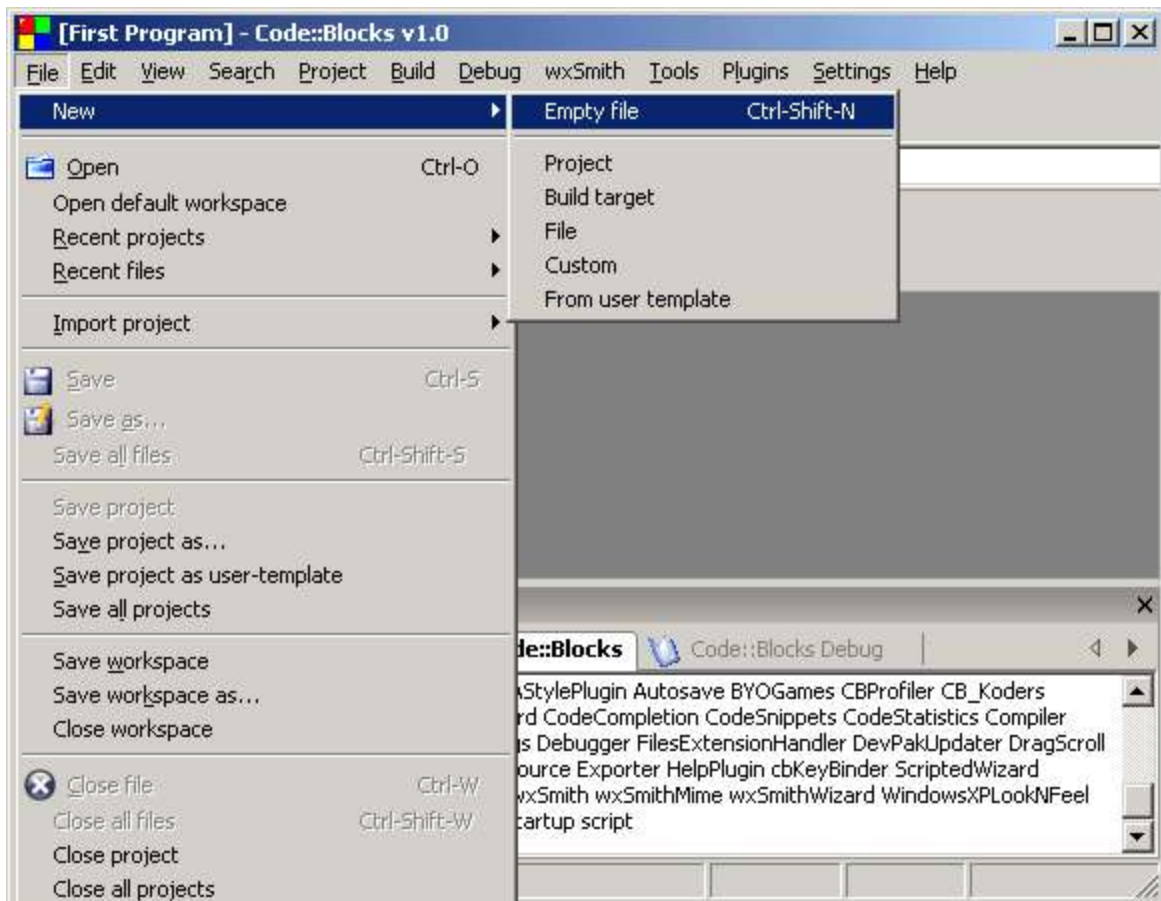 [First Program] - Code::Blocks v1.0
File Edit View Search Project Build Debug wxSmith Tools Plugins Settings Help
New
Empty file Ctrl-Shift-N
Open Ctrl-O
Open default workspace
Recent projects
Recent files
Import project
Save Ctrl-S
Save as...
Save all files Ctrl-Shift-S
Save project
Save project as...
Save project as user-template
Save all projects
Save workspace
Save workspace as...
Close workspace
Close file Ctrl-W
Close all files Ctrl-Shift-W
Close project
Close all projects
Project
Build target
File
Custom
From user template
de::Blocks Code::Blocks Debug
AStylePlugin Autosave BYOGames CBProfiler CB_Koders
rd CodeCompletion CodeSnippets CodeStatistics Compiler
gs Debugger FilesExtensionHandler DevPakUpdater DragScroll
ource Exporter HelpPlugin cbKeyBinder ScriptedWizard
wxSmith wxSmithMime wxSmithWizard WindowsXPLookNFeel
tartup script